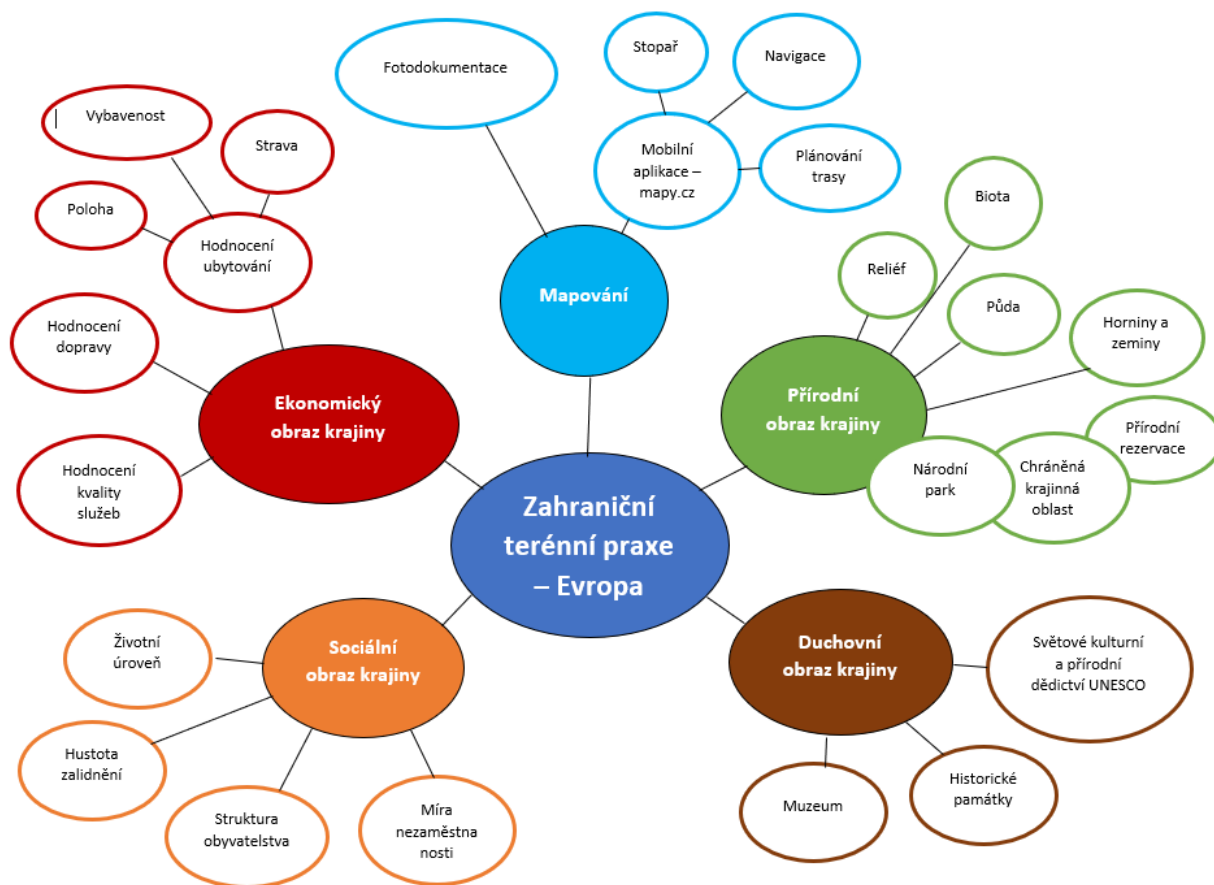 Fotodokumentace
Stopař
Navigace
Mobilní
aplikace –
mapy.cz
Plánování
trasy
Mapování
Vybavenost
Strava
Poloha
Hodnocení
ubytování
Hodnocení
dopravy
Hodnocení
kvality
služeb
Ekonomický
obraz krajiny
Biota
Reliéf
Půda
Horniny a
zeminy
Přírodní
obraz krajiny
Národní
park
Chráněná
krajinná
oblast
Přírodní
rezervace
Zahraniční
terénní praxe
– Evropa
Sociální
obraz krajiny
Životní
úroveň
Hustota
zalidnění
Struktura
obyvatelstva
Míra
nezaměstna
nosti
Duchovní
obraz krajiny
Světové kulturní
a přírodní
dědictví UNESCO
Historické
památky
Muzeum